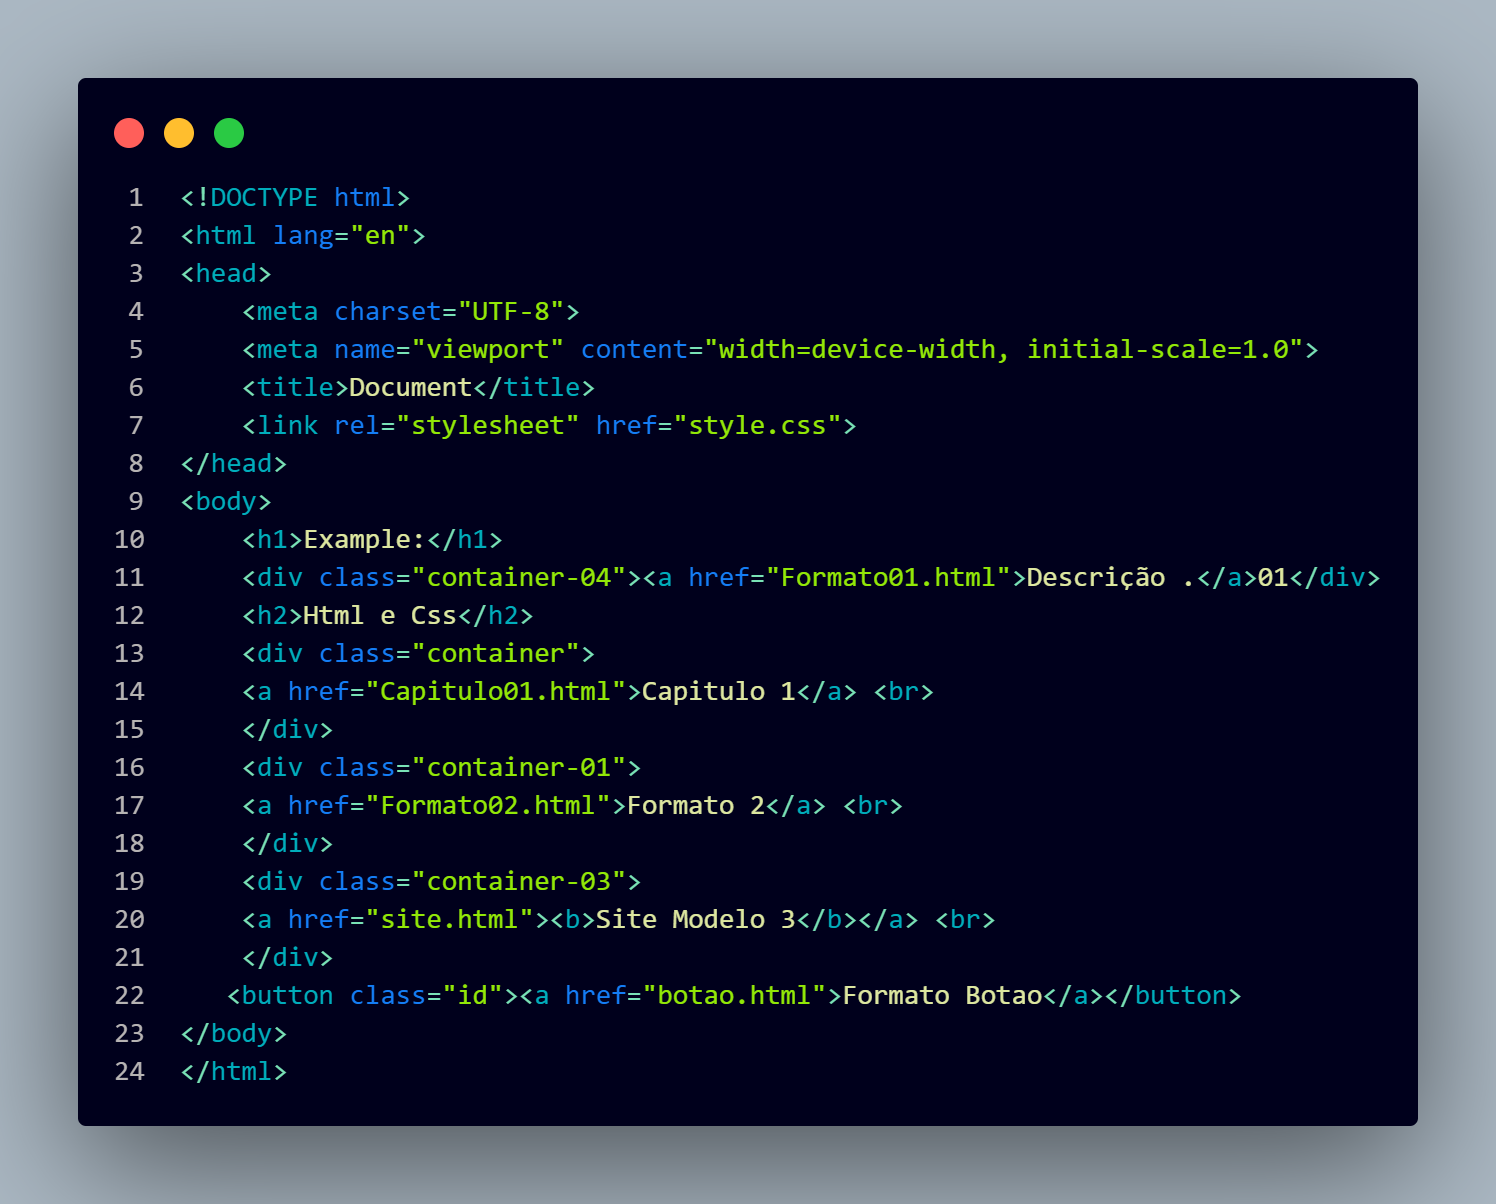 1 <!DOCTYPE html>
2 <html lang="en">
3 <head>
4     <meta charset="UTF-8">
5     <meta name="viewport" content="width=device-width, initial-scale=1.0">
6     <title>Document</title>
7     <link rel="stylesheet" href="style.css">
8 </head>
9 <body>
10     <h1>Example:</h1>
11     <div class="container-04"><a href="Formato01.html">Descrição .</a>01</div>
12     <h2>Html e Css</h2>
13     <div class="container">
14     <a href="Capitulo01.html">Capitulo 1</a> <br>
15     </div>
16     <div class="container-01">
17     <a href="Formato02.html">Formato 2</a> <br>
18     </div>
19     <div class="container-03">
20     <a href="site.html"><b>Site Modelo 3</b></a> <br>
21     </div>
22    <button class="id"><a href="botao.html">Formato Botao</a></button>
23 </body>
24 </html>